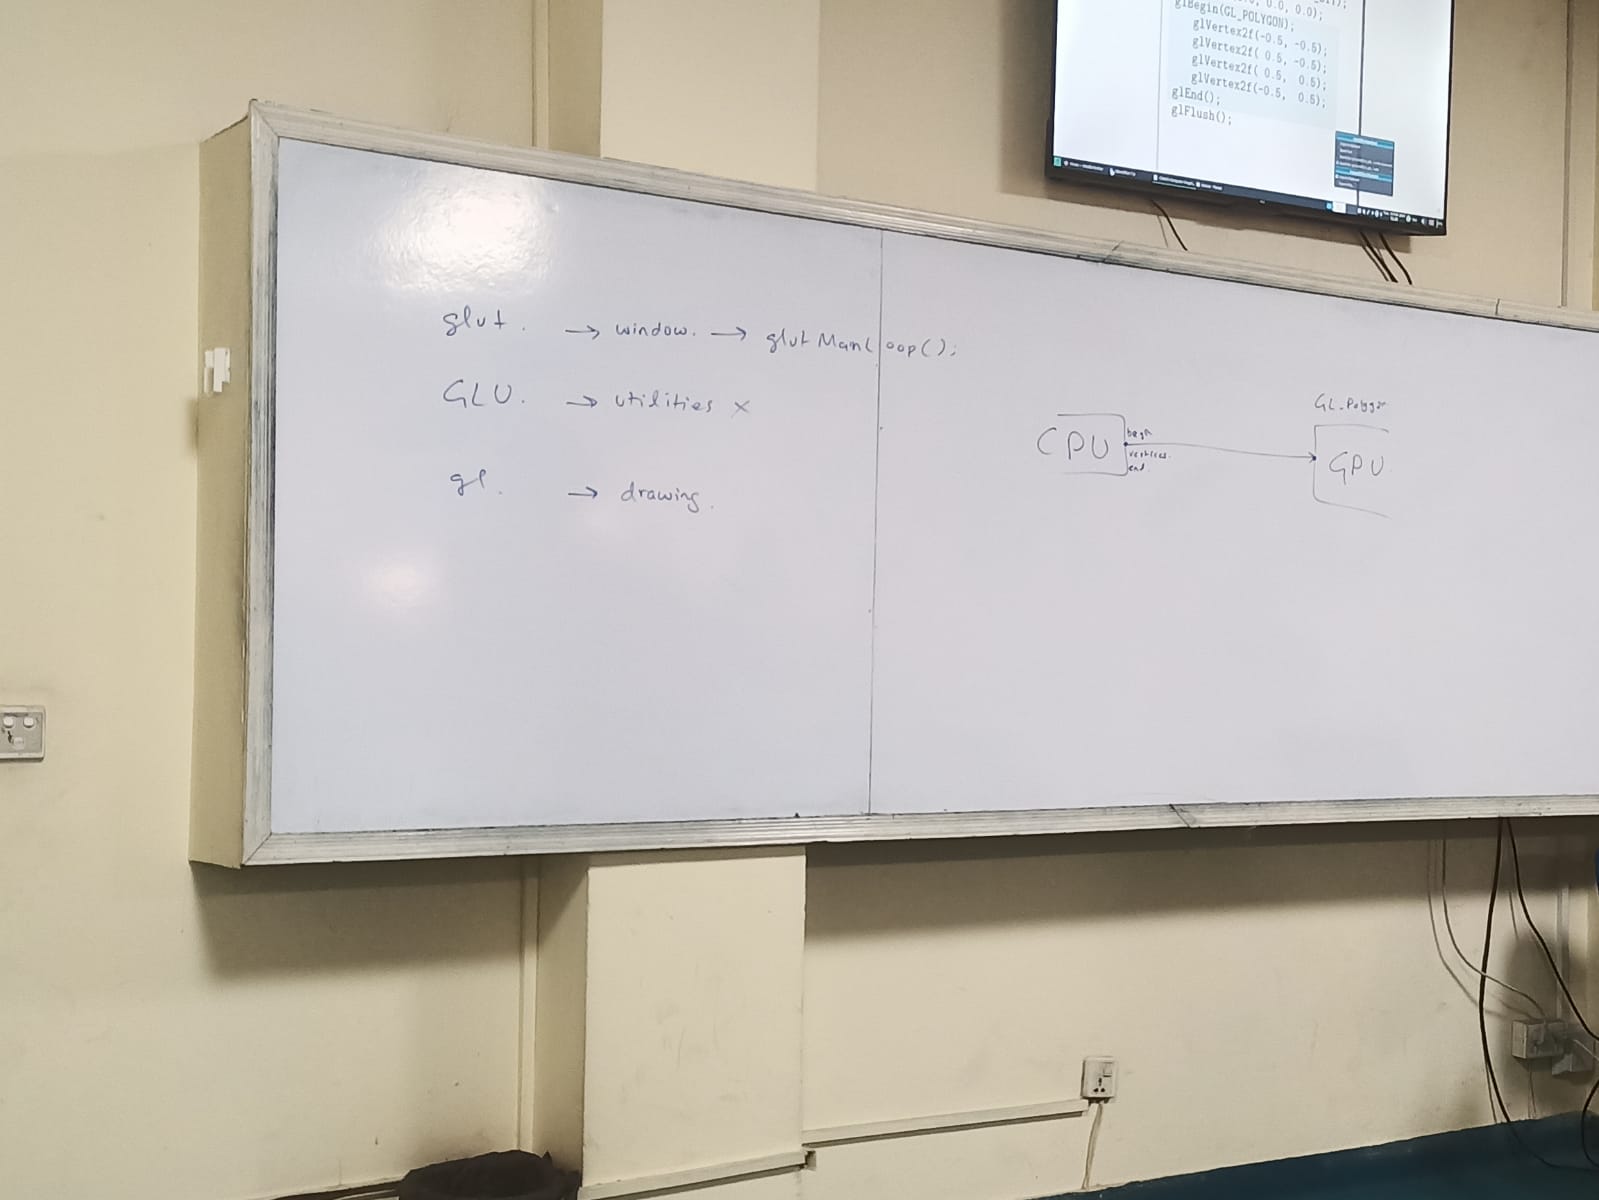 0.0, 0.0);
glBegin(GL_POLYGON);
glVertex2f(-0.5, -0.5);
glVertex2f( 0.5, -0.5);
glVertex2f( 0.5, 0.5);
glVertex2f(-0.5, 0.5);
glEnd();
glFlush();
glut. → window. → glutMainLoop();
GLU. → utilities ×
gl. → drawing.
GL_Polygon
CPU
begin
vertices.
end.
GPU